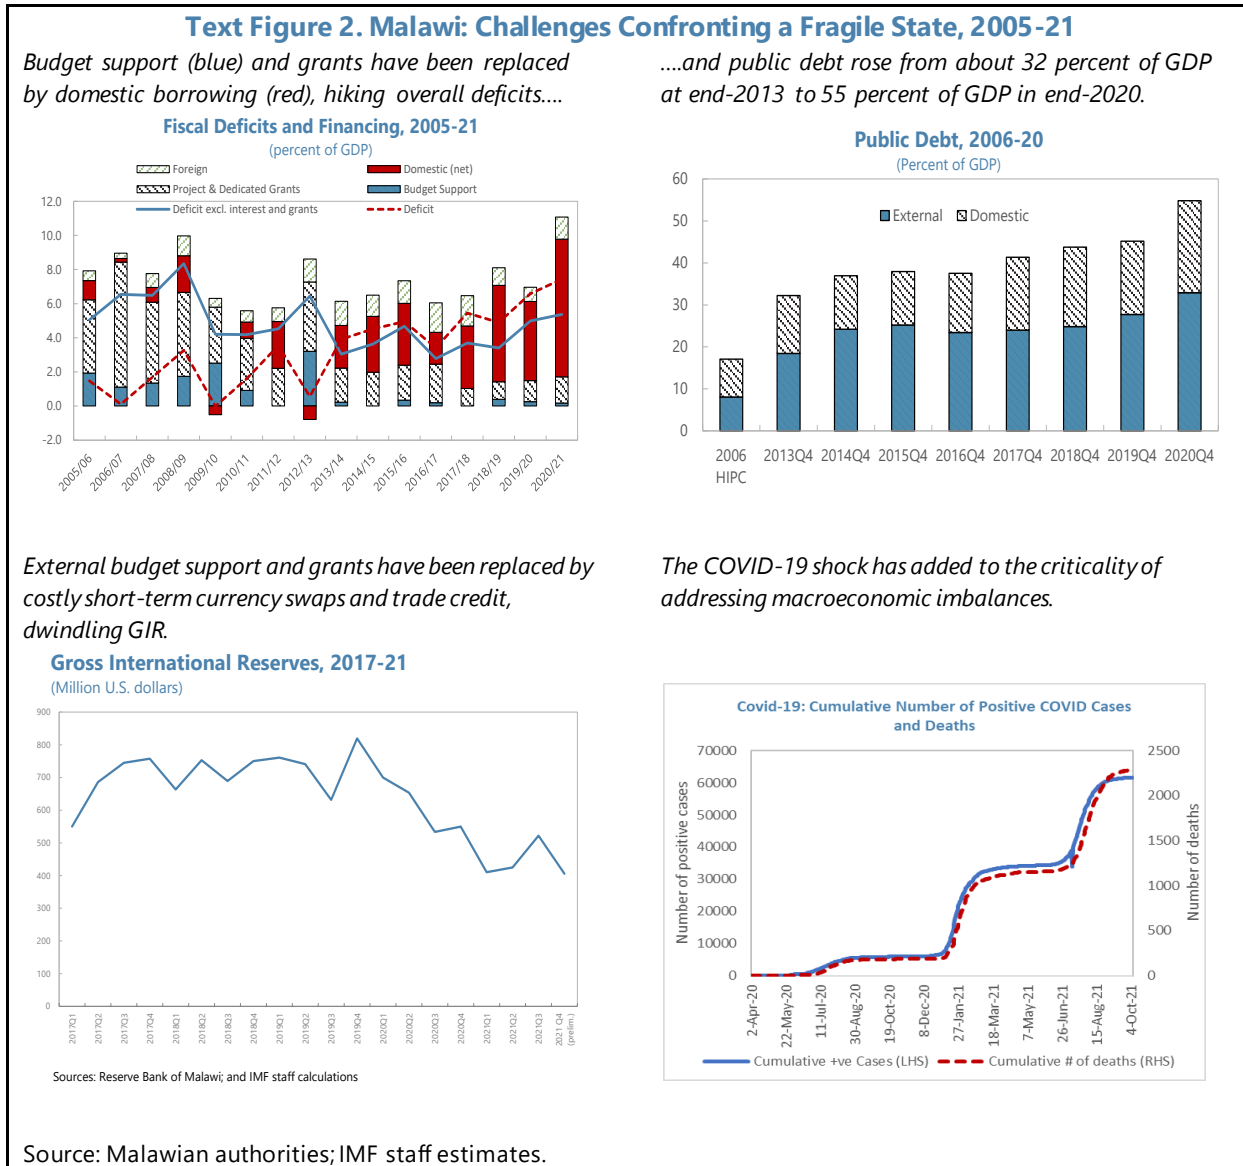 Text Figure 2. Malawi: Challenges Confronting a Fragile State, 2005-21
Budget support (blue) and grants have been replaced
by domestic borrowing (red), hiking overall deficits....
Fiscal Deficits and Financing, 2005-21
(percent of GDP)
Foreign
Domestic (net)
Project & Dedicated Grants
Budget Support
Deficit excl. interest and grants
Deficit
12.0
10.0
8.0
6.0
4.0
2.0
0.0
-2.0
2005/06
2006/07
2007/08
2008/09
2009/10
2010/11
2011/12
2012/13
2013/14
2014/15
2015/16
2016/17
2017/18
2018/19
2019/20
2020/21
....and public debt rose from about 32 percent of GDP
at end-2013 to 55 percent of GDP in end-2020.
Public Debt, 2006-20
(Percent of GDP)
External
Domestic
60
50
40
30
20
10
0
2006
HIPC
2013Q4
2014Q4
2015Q4
2016Q4
2017Q4
2018Q4
2019Q4
2020Q4
External budget support and grants have been replaced by
costly short-term currency swaps and trade credit,
dwindling GIR.
Gross International Reserves, 2017-21
(Million U.S. dollars)
900
800
700
600
500
400
300
200
100
0
2017Q1
2017Q2
2017Q3
2017Q4
2018Q1
2018Q2
2018Q3
2018Q4
2019Q1
2019Q2
2019Q3
2019Q4
2020Q1
2020Q2
2020Q3
2020Q4
2021Q1
2021Q2
2021Q3
2021 Q4
(prelim.)
Sources: Reserve Bank of Malawi; and IMF staff calculations
The COVID-19 shock has added to the criticality of
addressing macroeconomic imbalances.
Covid-19: Cumulative Number of Positive COVID Cases
and Deaths
Number of positive cases
70000
60000
50000
40000
30000
20000
10000
0
2500
2000
1500
1000
500
0
Number of deaths
2-Apr-20
22-May-20
11-Jul-20
30-Aug-20
19-Oct-20
8-Dec-20
27-Jan-21
18-Mar-21
7-May-21
26-Jun-21
15-Aug-21
4-Oct-21
Cumulative +ve Cases (LHS)
Cumulative # of deaths (RHS)
Source: Malawian authorities; IMF staff estimates.